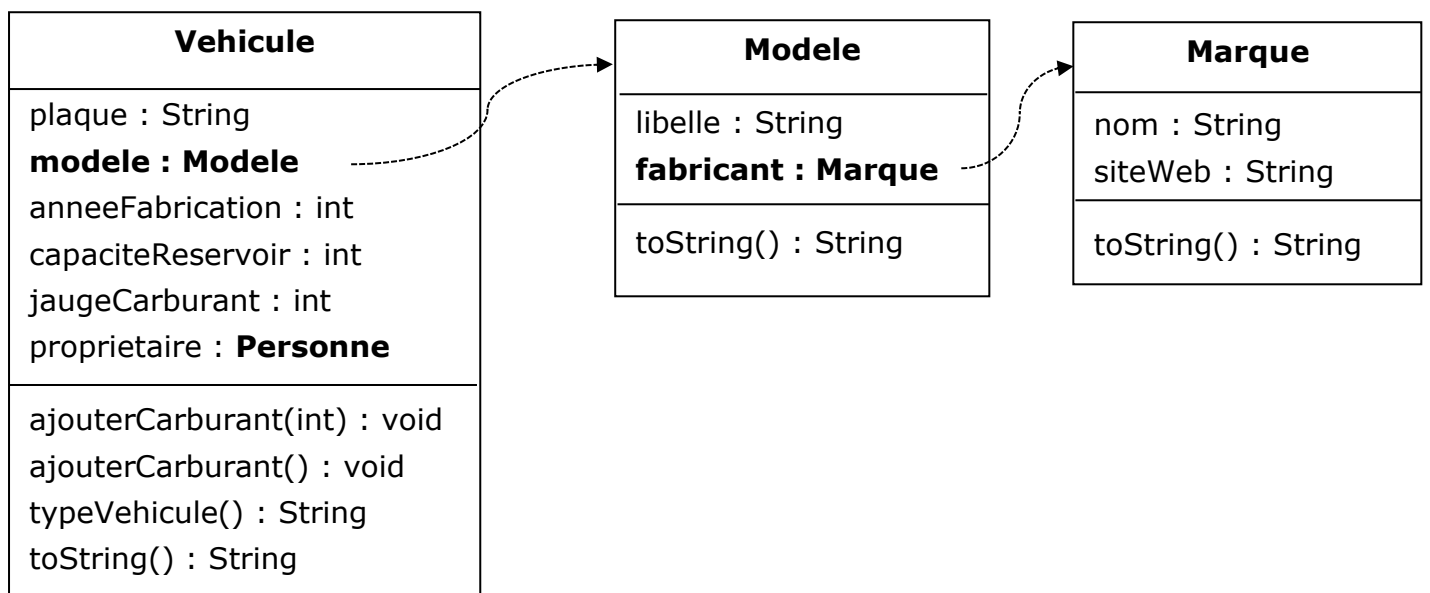 Vehicule
plaque : String
modele : Modele
anneeFabrication : int
capaciteReservoir : int
jaugeCarburant : int
proprietaire : Personne
ajouterCarburant(int) : void
ajouterCarburant() : void
typeVehicule() : String
toString() : String
Modele
libelle : String
fabricant : Marque
toString() : String
Marque
nom : String
siteWeb : String
toString() : String